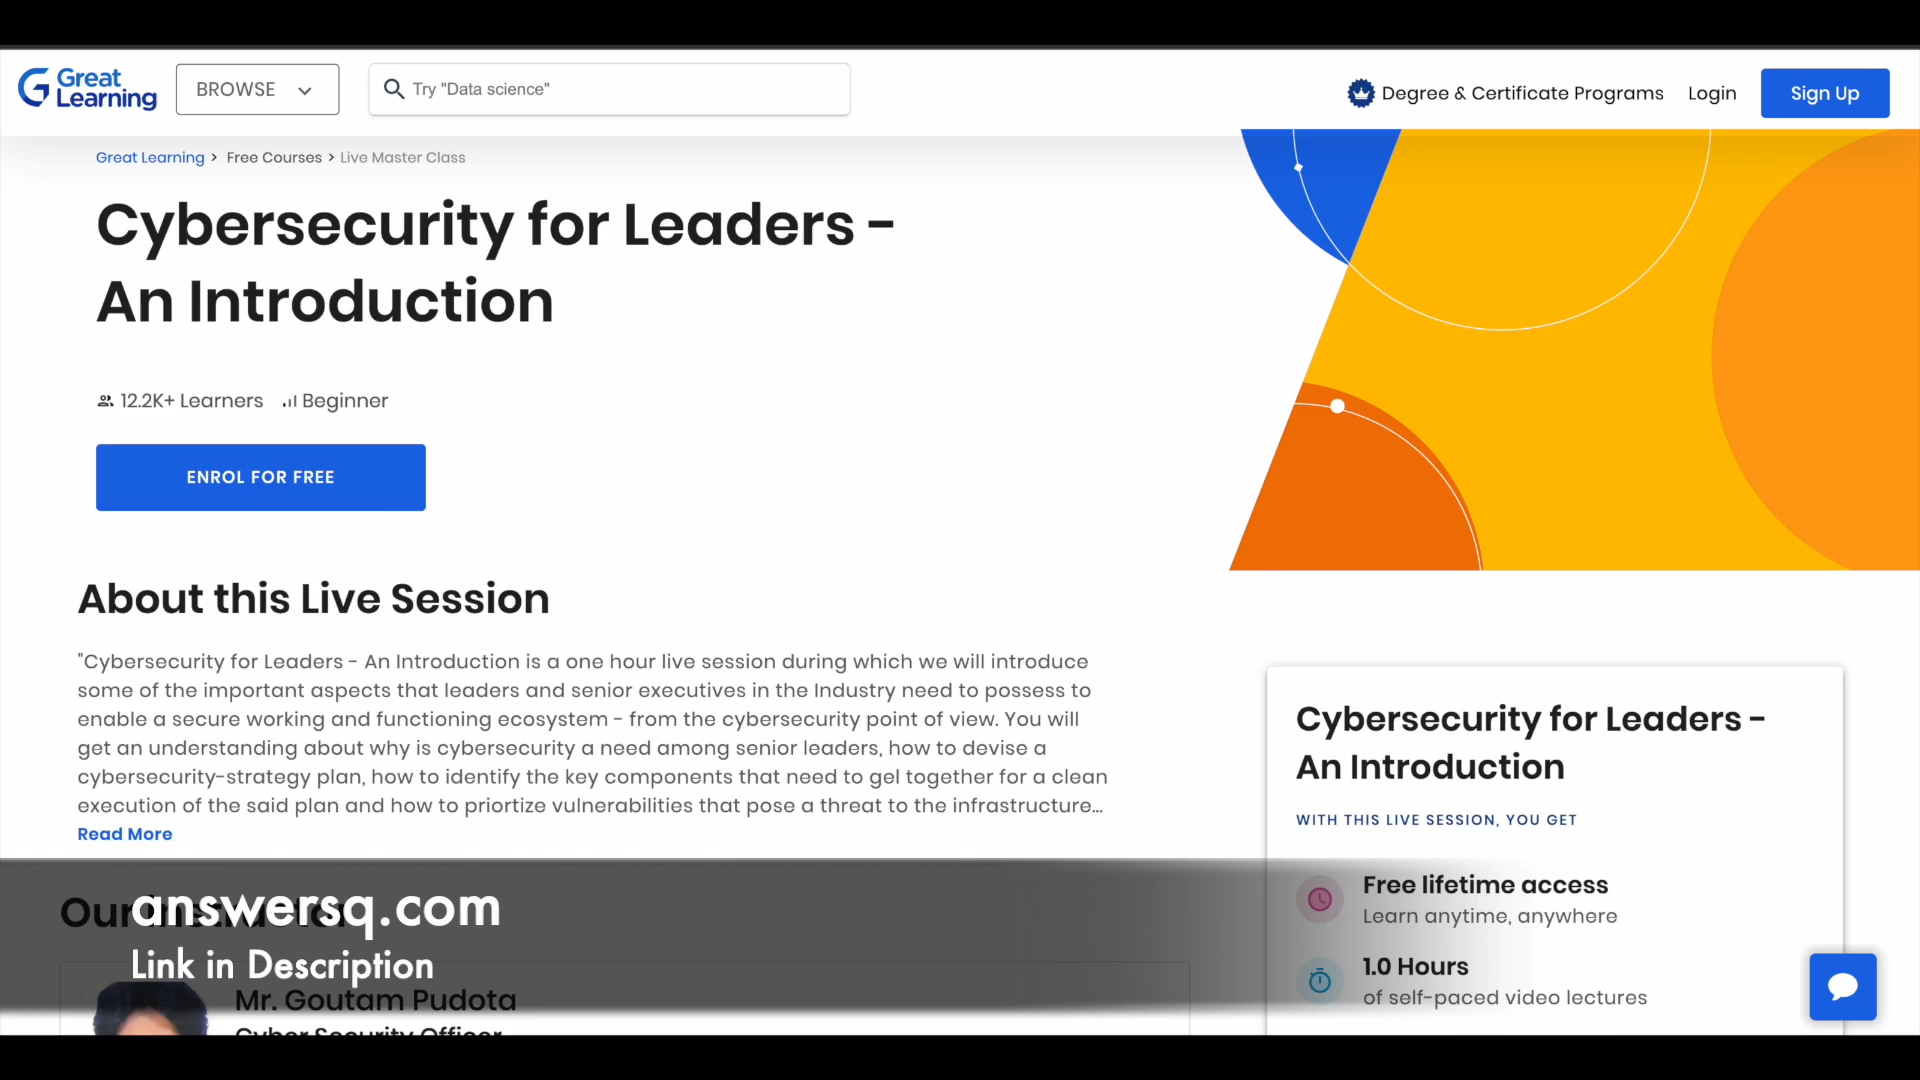 Great Learning
BROWSE
Try "Data science"
Degree & Certificate Programs
Login
Sign Up
Great Learning > Free Courses > Live Master Class
Cybersecurity for Leaders -
An Introduction
12.2K+ Learners
Beginner
ENROL FOR FREE
About this Live Session
"Cybersecurity for Leaders - An Introduction is a one hour live session during which we will introduce
some of the important aspects that leaders and senior executives in the Industry need to possess to
enable a secure working and functioning ecosystem - from the cybersecurity point of view. You will
get an understanding about why is cybersecurity a need among senior leaders, how to devise a
cybersecurity-strategy plan, how to identify the key components that need to gel together for a clean
execution of the said plan and how to priortize vulnerabilities that pose a threat to the infrastructure...
Read More
Cybersecurity for Leaders -
An Introduction
WITH THIS LIVE SESSION, YOU GET
Free lifetime access
Learn anytime, anywhere
1.0 Hours
of self-paced video lectures
Our
answersq.com
Link in Description
Mr. Goutam Pudota
Cyber Security Officer